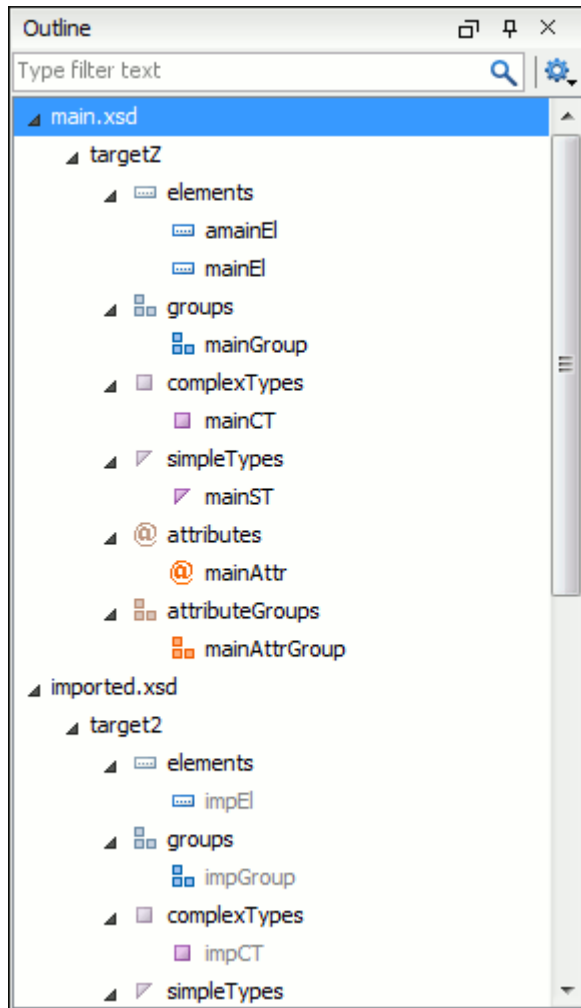 Outline
Type filter text
main.xsd
targetZ
elements
amainEl
mainEl
groups
mainGroup
complexTypes
mainCT
simpleTypes
mainST
attributes
mainAttr
attributeGroups
mainAttrGroup
imported.xsd
target2
elements
impEl
groups
impGroup
complexTypes
impCT
simpleTypes